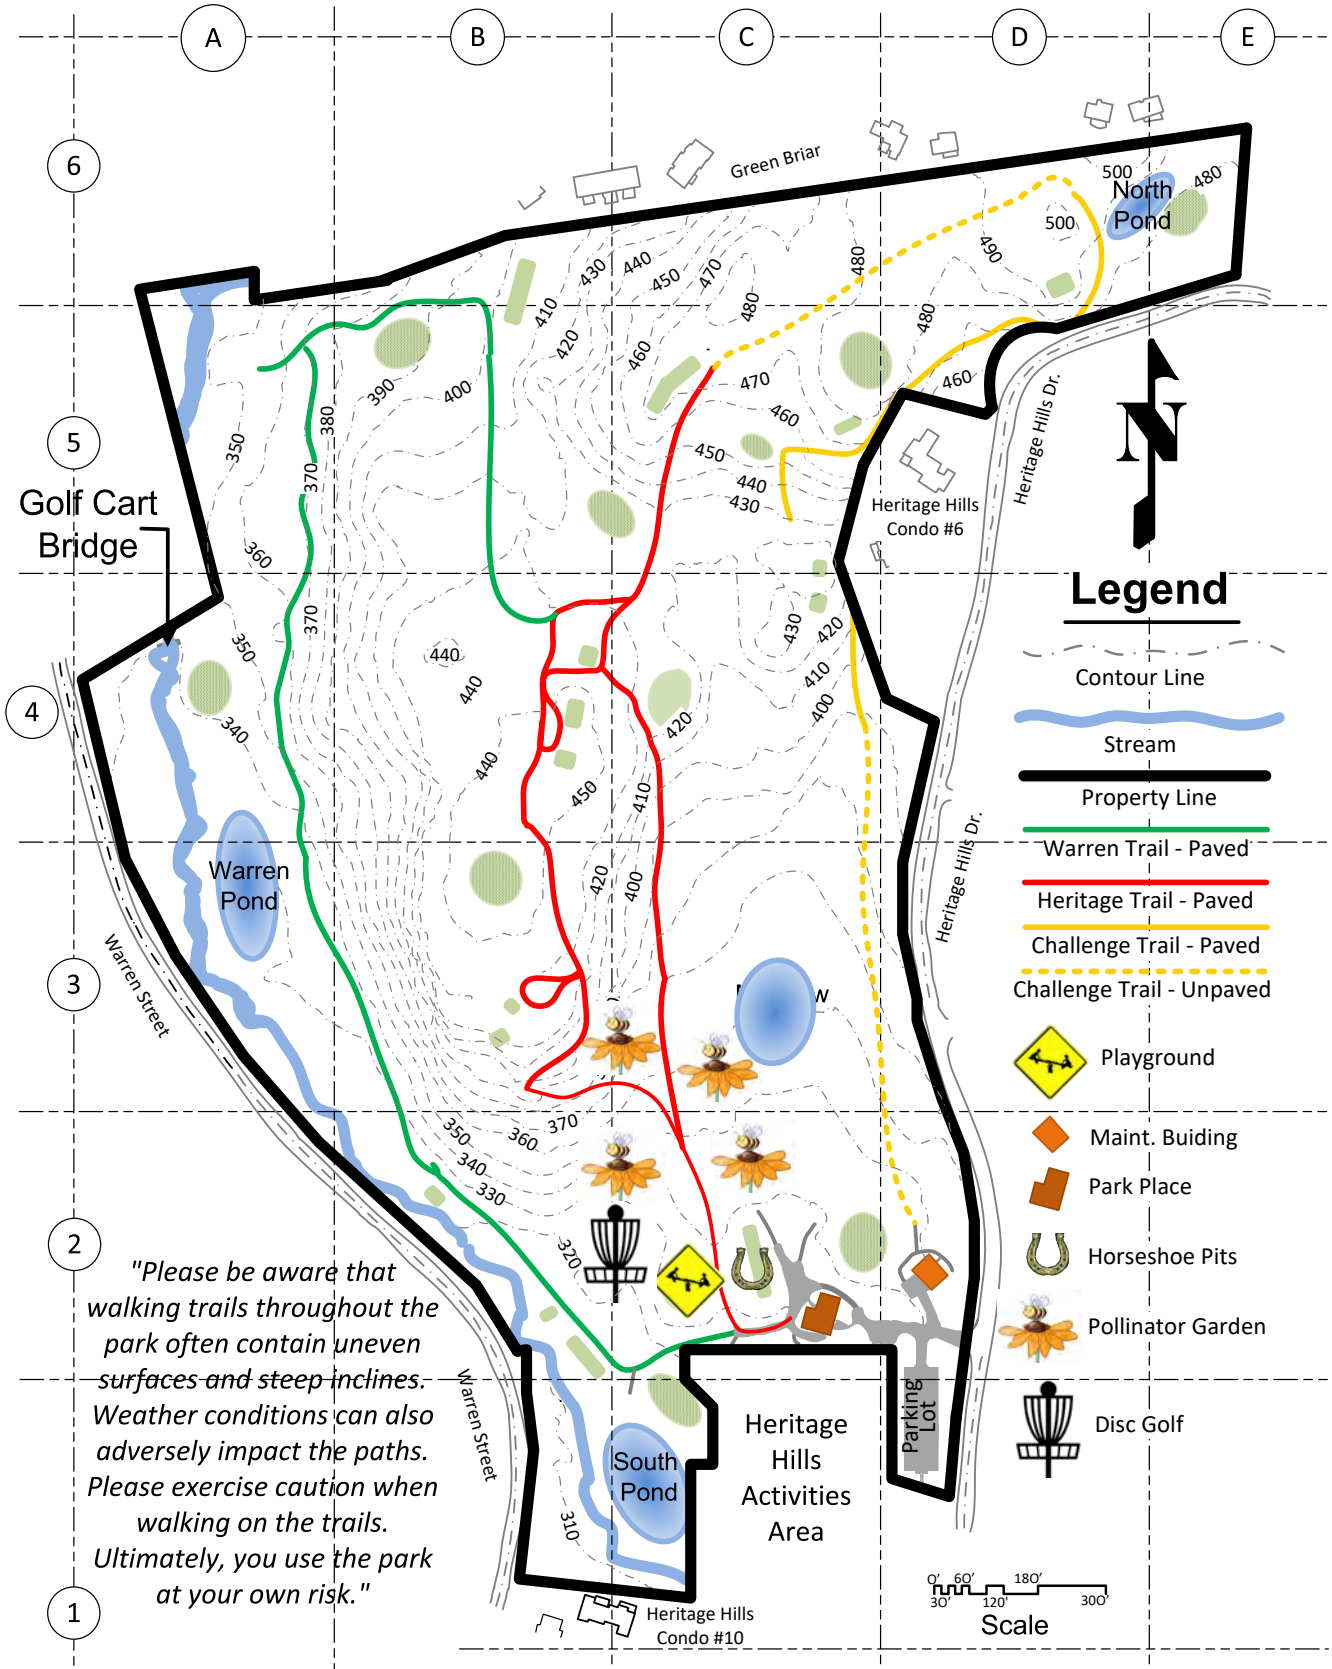 A
B
C
D
E
6
5
4
3
2
1
Green Briar
500
North
Pond
480
500
490
480
480
430
440
450
470
480
410
420
460
470
460
460
390
400
380
350
370
450
440
430
360
370
350
340
440
440
440
450
430
420
410
400
420
410
420
400
350
340
330
360
370
320
310
Golf Cart
Bridge
Heritage Hills Dr.
Heritage Hills
Condo #6
N
Warren
Pond
Warren Street
Heritage Hills Dr.
Legend
Contour Line
Stream
Property Line
Warren Trail - Paved
Heritage Trail - Paved
Challenge Trail - Paved
Challenge Trail - Unpaved
Playground
Maint. Buiding
Park Place
Horseshoe Pits
Pollinator Garden
Disc Golf
"Please be aware that
walking trails throughout the
park often contain uneven
surfaces and steep inclines.
Weather conditions can also
adversely impact the paths.
Please exercise caution when
walking on the trails.
Ultimately, you use the park
at your own risk."
Warren Street
South
Pond
Heritage
Hills
Activities
Area
Parking
Lot
Heritage Hills
Condo #10
0' 60' 180'
30' 120' 300'
Scale